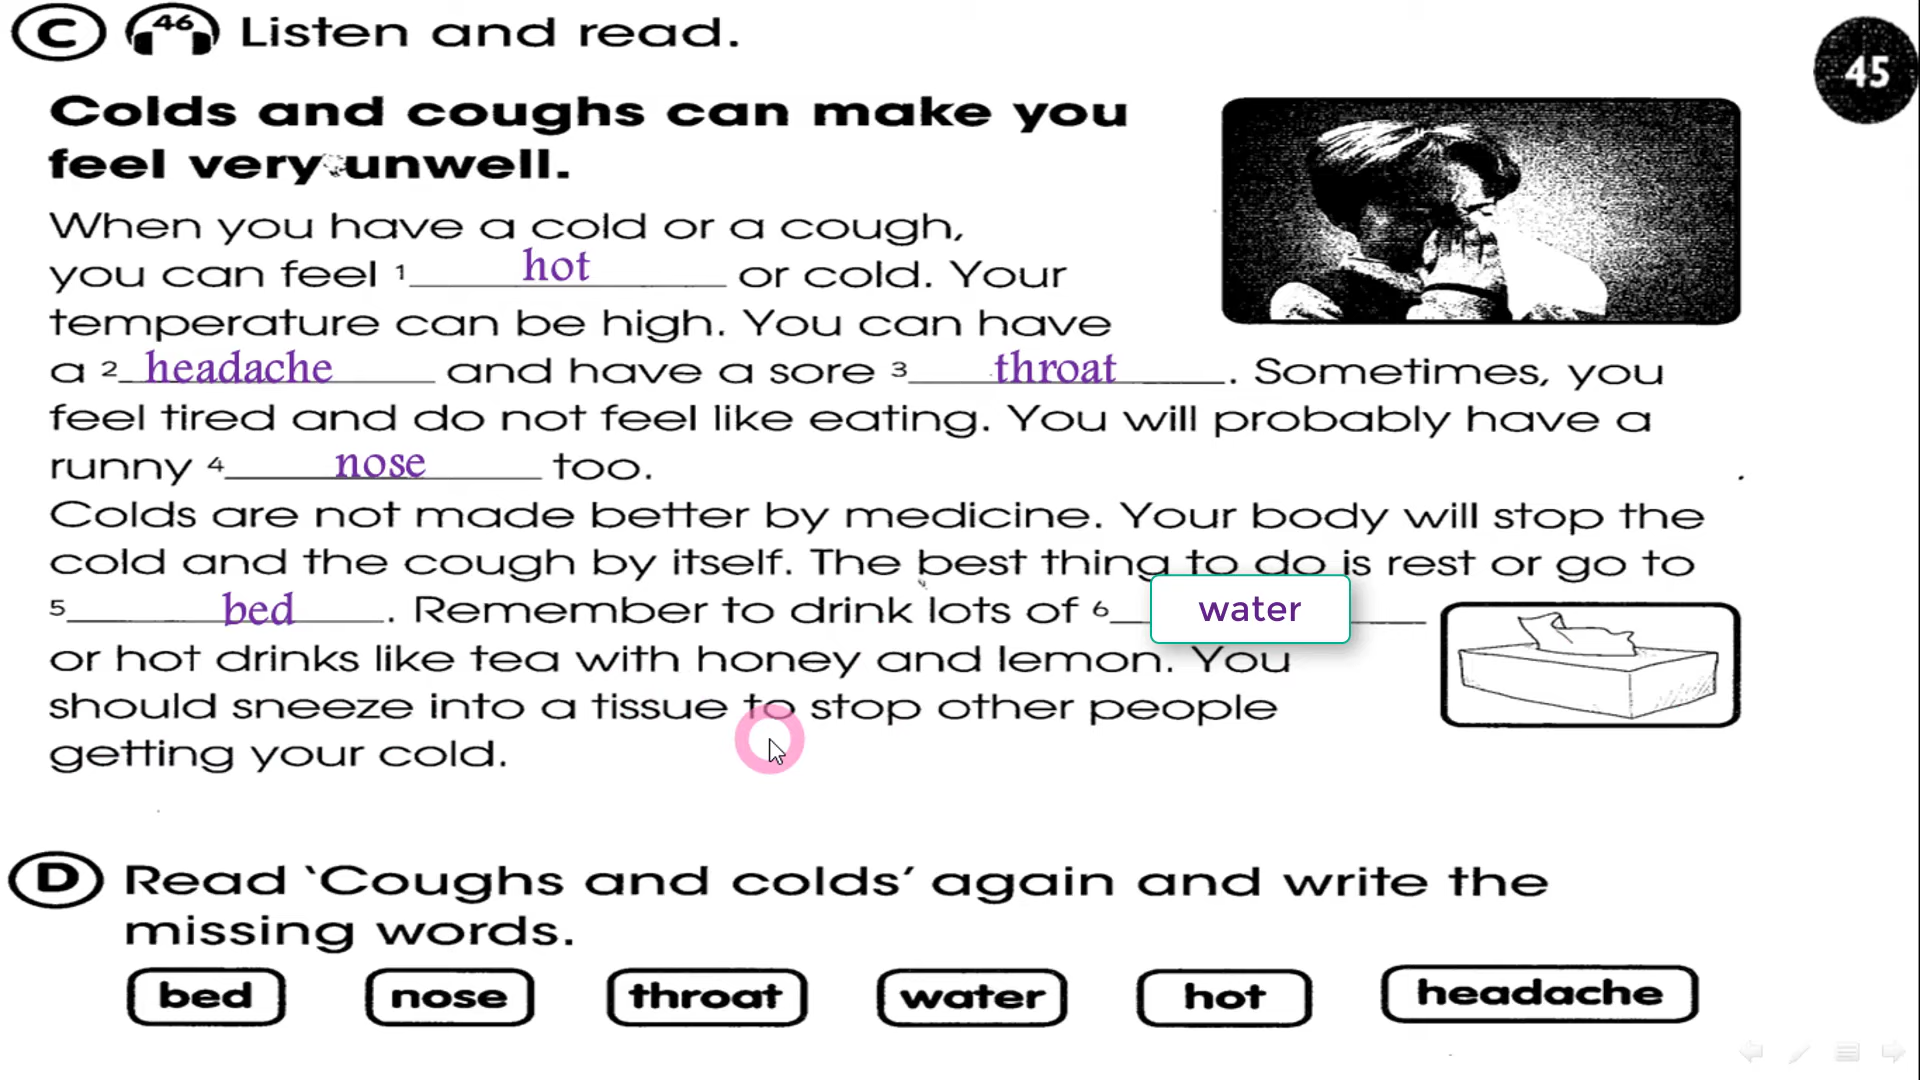 C 46 Listen and read.
45
Colds and coughs can make you
feel very unwell.
When you have a cold or a cough,
you can feel 1 hot or cold. Your
temperature can be high. You can have
a 2 headache and have a sore 3 throat. Sometimes, you
feel tired and do not feel like eating. You will probably have a
runny 4 nose too.
Colds are not made better by medicine. Your body will stop the
cold and the cough by itself. The best thing to do is rest or go to
5 bed. Remember to drink lots of 6 water
or hot drinks like tea with honey and lemon. You
should sneeze into a tissue to stop other people
getting your cold.
D Read ‘Coughs and colds’ again and write the
missing words.
bed nose throat water hot headache